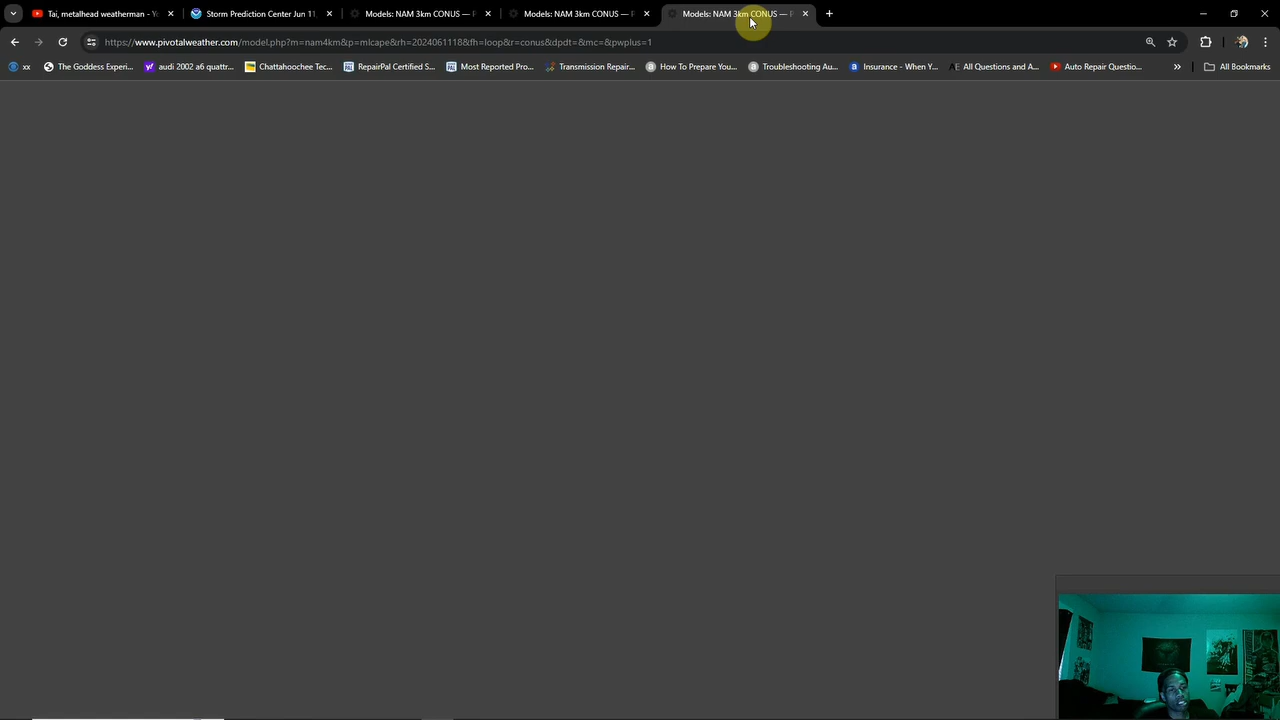 Tai, metalhead weatherman - Yo
Storm Prediction Center Jun 11,
Models: NAM 3km CONUS — P
Models: NAM 3km CONUS — P
Models: NAM 3km CONUS — P
https://www.pivotalweather.com/model.php?m=nam4km&p=mlcape&rh=2024061118&fh=loop&r=conus&dpdt=&mc=&pwplus=1
xx
The Goddess Experi...
audi 2002 a6 quattr...
Chattahoochee Tec...
RepairPal Certified S...
Most Reported Pro...
Transmission Repair...
How To Prepare You...
Troubleshooting Au...
Insurance - When Y...
All Questions and A...
Auto Repair Questio...
All Bookmarks